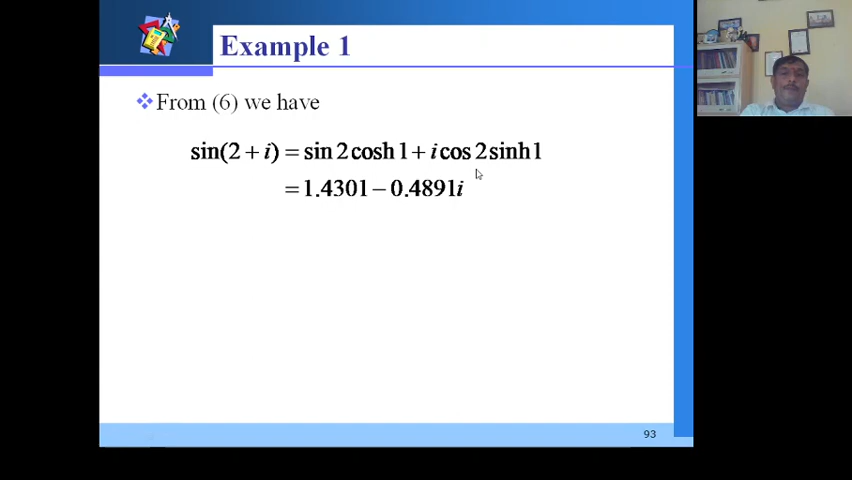 Example 1
From (6) we have
sin(2 + i) = sin 2 cosh 1 + i cos 2 sinh 1
= 1.4301 − 0.4891i
93